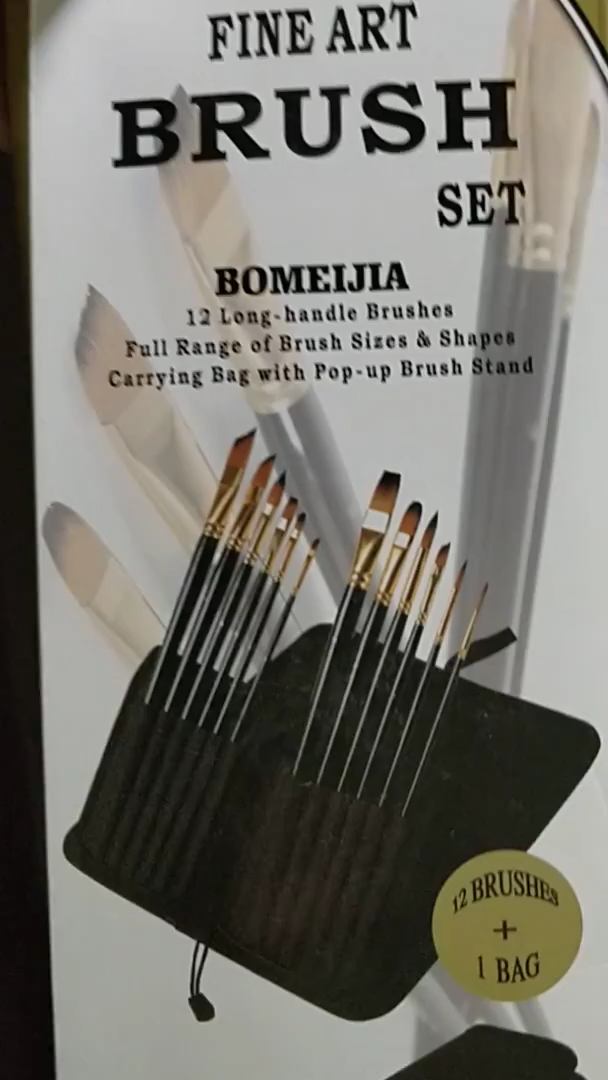 FINE ART
BRUSH
SET
BOMEIJIA
12 Long-handle Brushes
Full Range of Brush Sizes & Shapes
Carrying Bag with Pop-up Brush Stand
12 BRUSHES
+
1 BAG